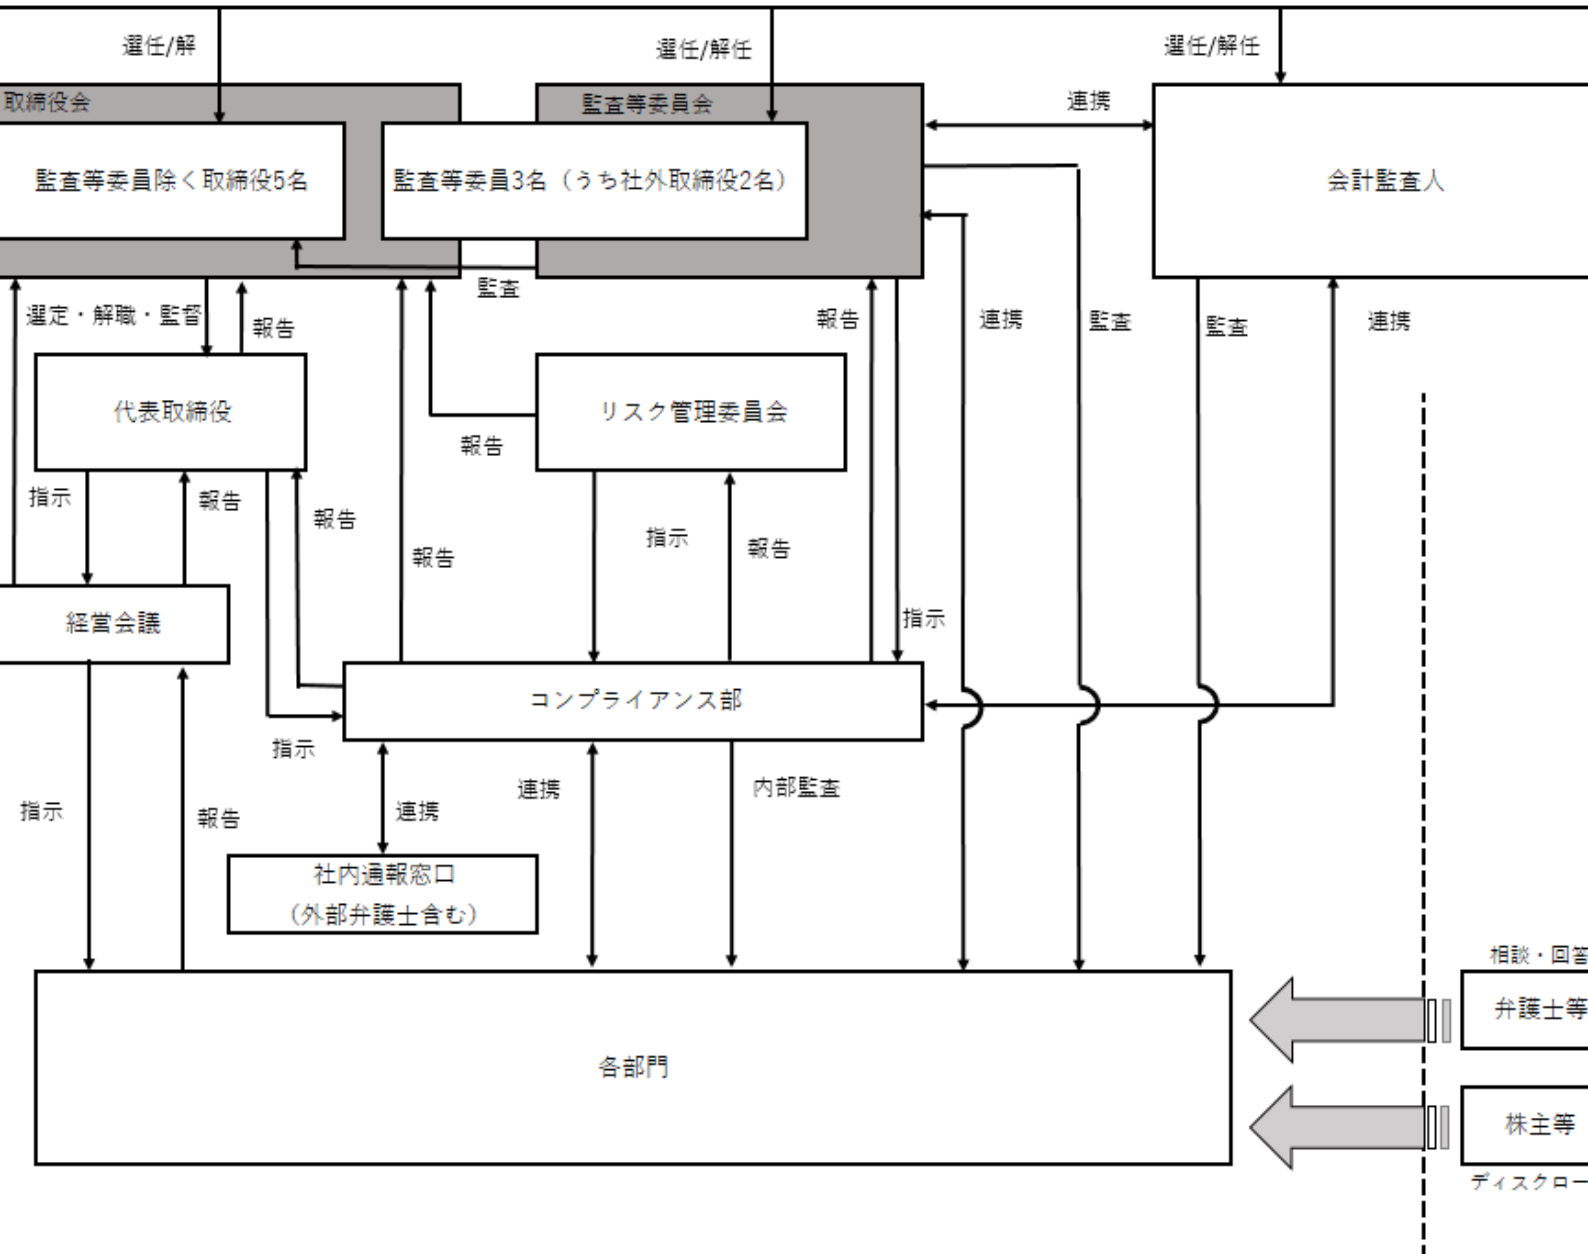 選任/解
選任/解任
選任/解任
取締役会
監査等委員会
連携
監査等委員除く取締役5名
監査等委員3名（うち社外取締役2名）
会計監査人
監査
選定・解職・監督
報告
報告
連携
監査
監査
連携
代表取締役
リスク管理委員会
報告
指示
報告
報告
指示
報告
報告
経営会議
指示
コンプライアンス部
指示
連携
内部監査
指示
報告
連携
社内通報窓口
（外部弁護士含む）
相談・回答
弁護士等
各部門
株主等
ディスクロー